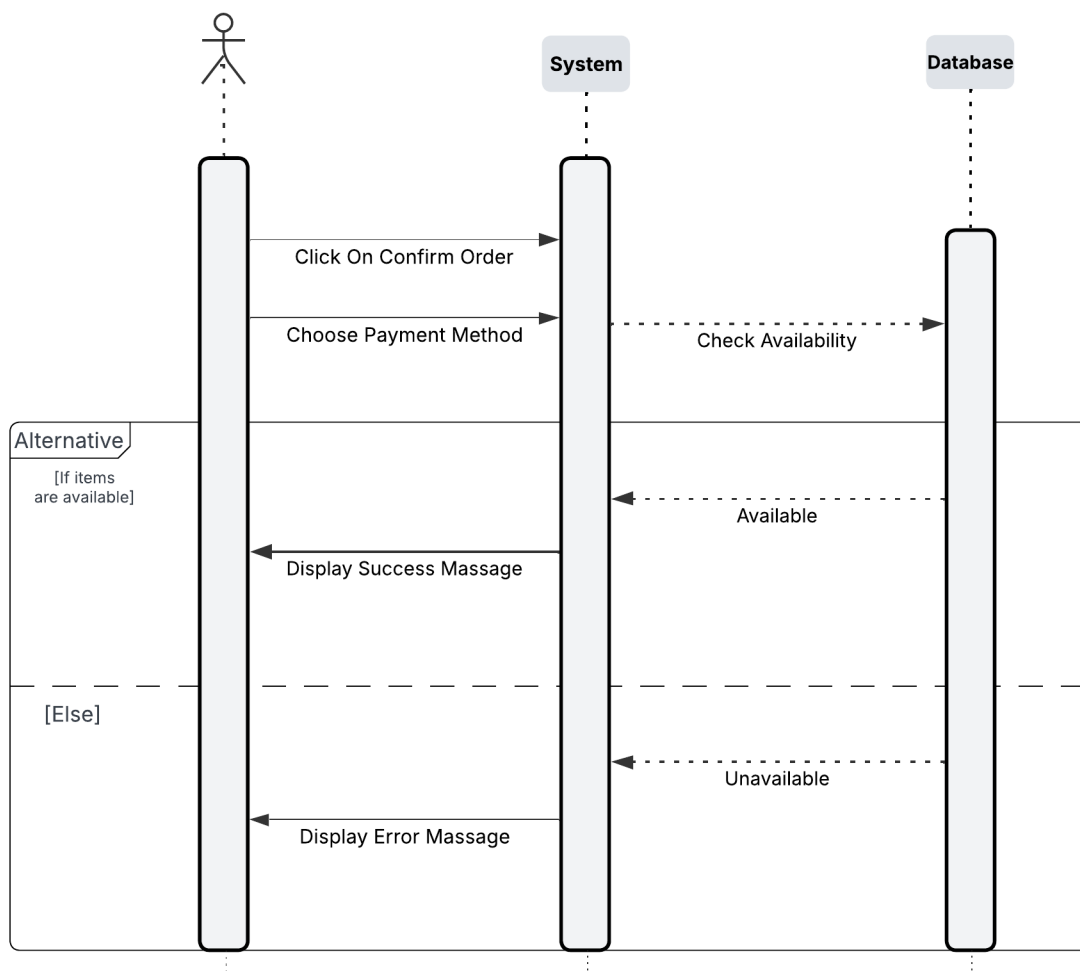 System
Database
Click On Confirm Order
Choose Payment Method
Check Availability
Alternative
[If items
are available]
Available
Display Success Massage
[Else]
Unavailable
Display Error Massage